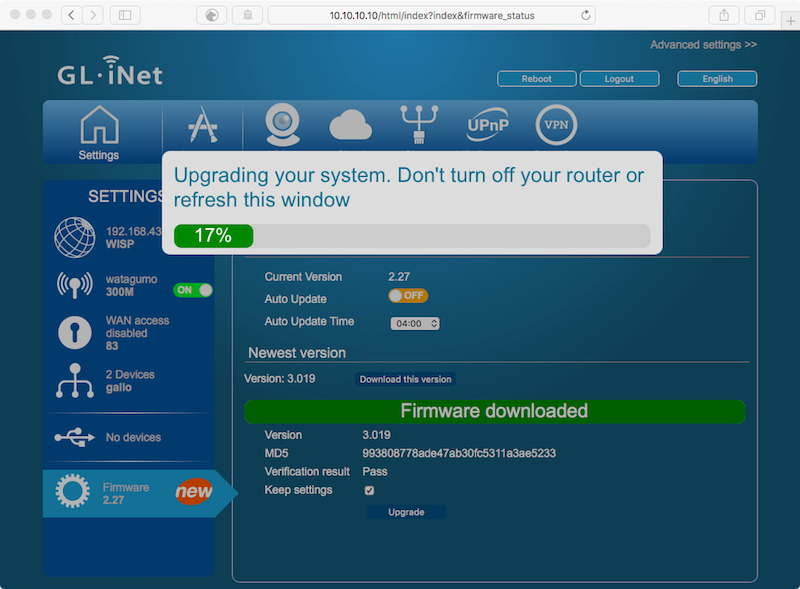 10.10.10.10/html/index?index&firmware_status
Advanced settings >>
GL·iNet
Reboot
Logout
English
Settings
UPnP
VPN
Upgrading your system. Don't turn off your router or
refresh this window
17%
SETTINGS
192.168.43
WISP
watagumo
300M
ON
WAN access
disabled
83
2 Devices
gallo
No devices
Firmware
2.27
new
Current Version 2.27
Auto Update OFF
Auto Update Time 04:00
Newest version
Version: 3.019 Download this version
Firmware downloaded
Version 3.019
MD5 993808778ade47ab30fc5311a3ae5233
Verification result Pass
Keep settings
Upgrade